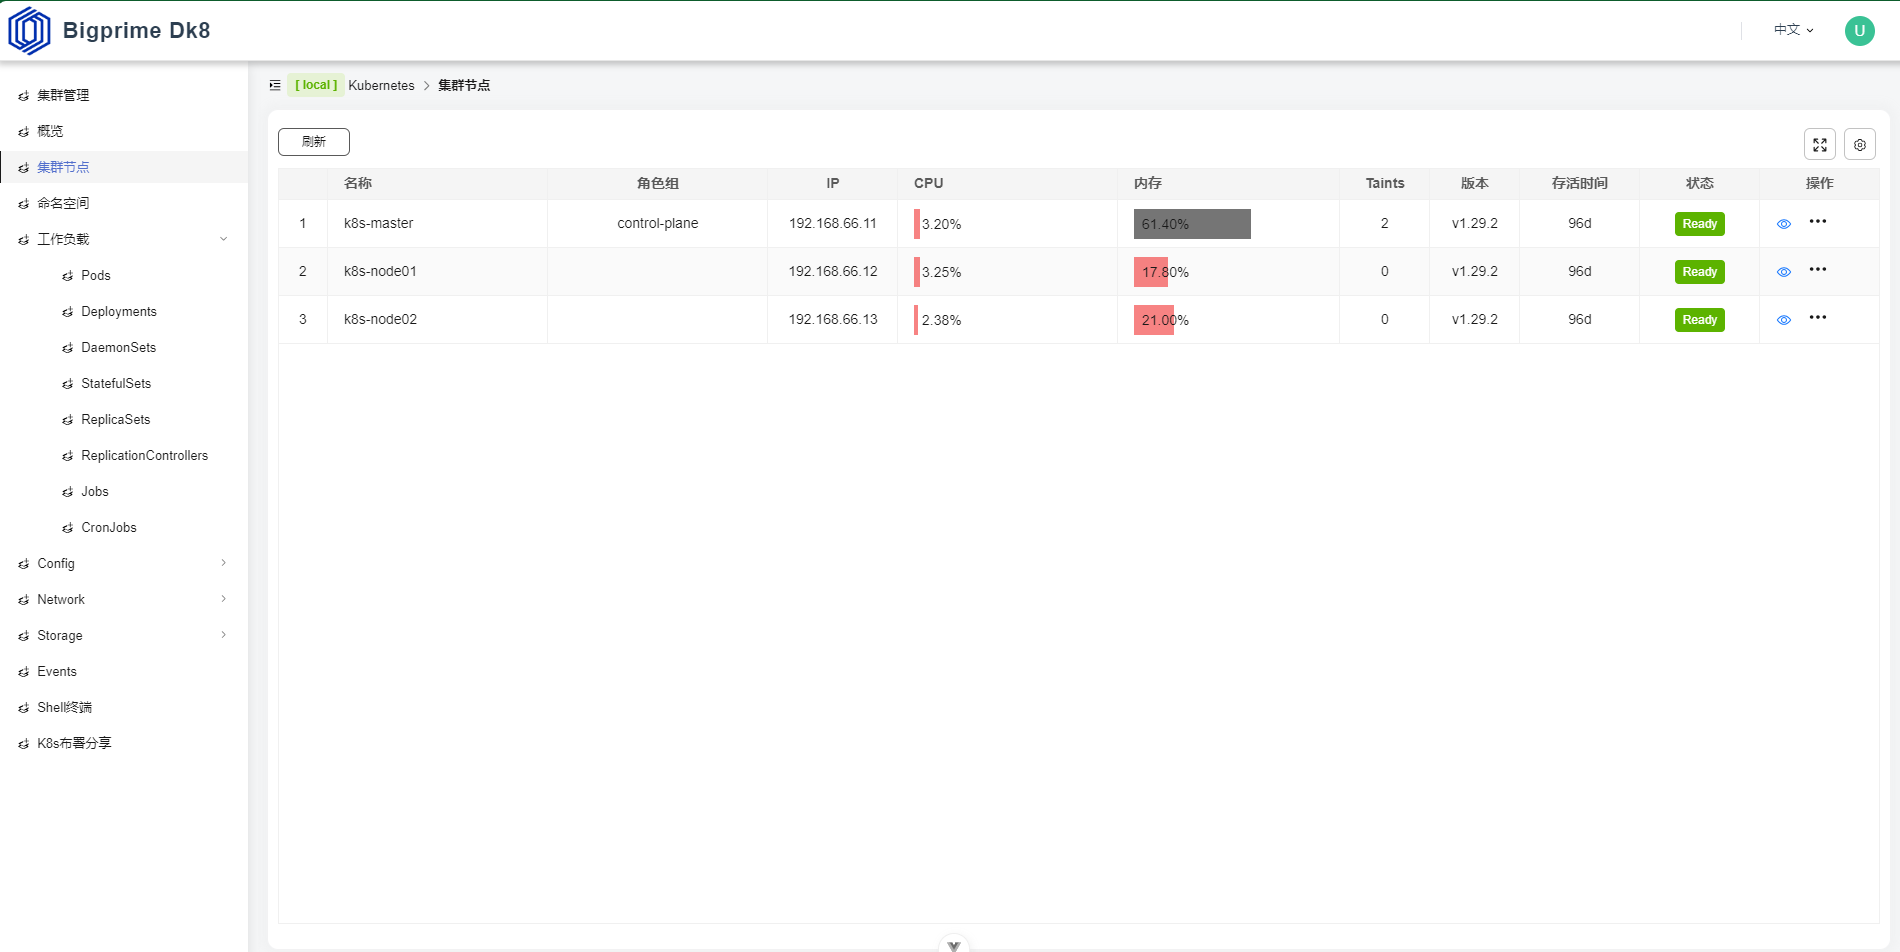 Bigprime Dk8
中文
U
集群管理
概览
集群节点
命名空间
工作负载
Pods
Deployments
DaemonSets
StatefulSets
ReplicaSets
ReplicationControllers
Jobs
CronJobs
Config
Network
Storage
Events
Shell终端
K8s布署分享
[ local ] Kubernetes > 集群节点
刷新
名称 角色组 IP CPU 内存 Taints 版本 存活时间 状态 操作
1 k8s-master control-plane 192.168.66.11 3.20% 61.40% 2 v1.29.2 96d Ready
2 k8s-node01 192.168.66.12 3.25% 17.80% 0 v1.29.2 96d Ready
3 k8s-node02 192.168.66.13 2.38% 21.00% 0 v1.29.2 96d Ready